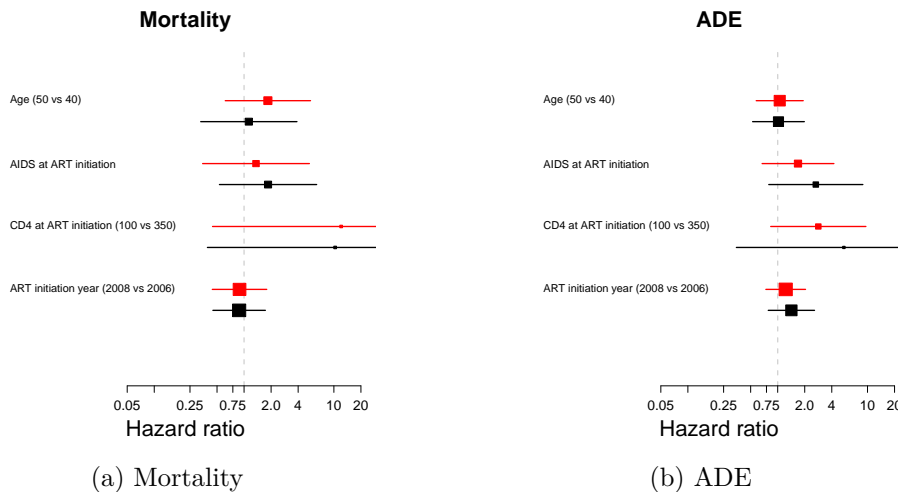 Mortality
Age (50 vs 40)
AIDS at ART initiation
CD4 at ART initiation (100 vs 350)
ART initiation year (2008 vs 2006)
0.05 0.25 0.75 2.0 4 10 20
Hazard ratio
(a) Mortality
ADE
Age (50 vs 40)
AIDS at ART initiation
CD4 at ART initiation (100 vs 350)
ART initiation year (2008 vs 2006)
0.05 0.25 0.75 2.0 4 10 20
Hazard ratio
(b) ADE